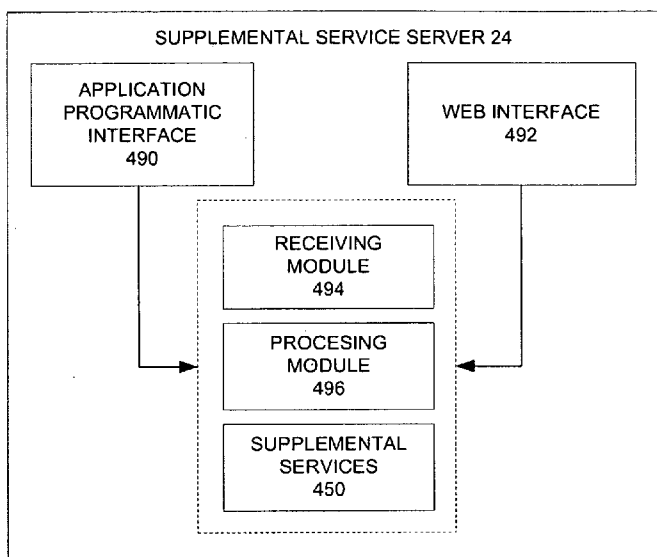 SUPPLEMENTAL SERVICE SERVER 24
APPLICATION
PROGRAMMATIC
INTERFACE
490
WEB INTERFACE
492
RECEIVING
MODULE
494
PROCESING
MODULE
496
SUPPLEMENTAL
SERVICES
450